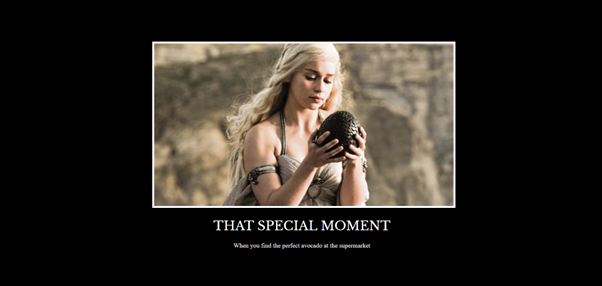 THAT SPECIAL MOMENT
When you find the perfect avocado at the supermarket